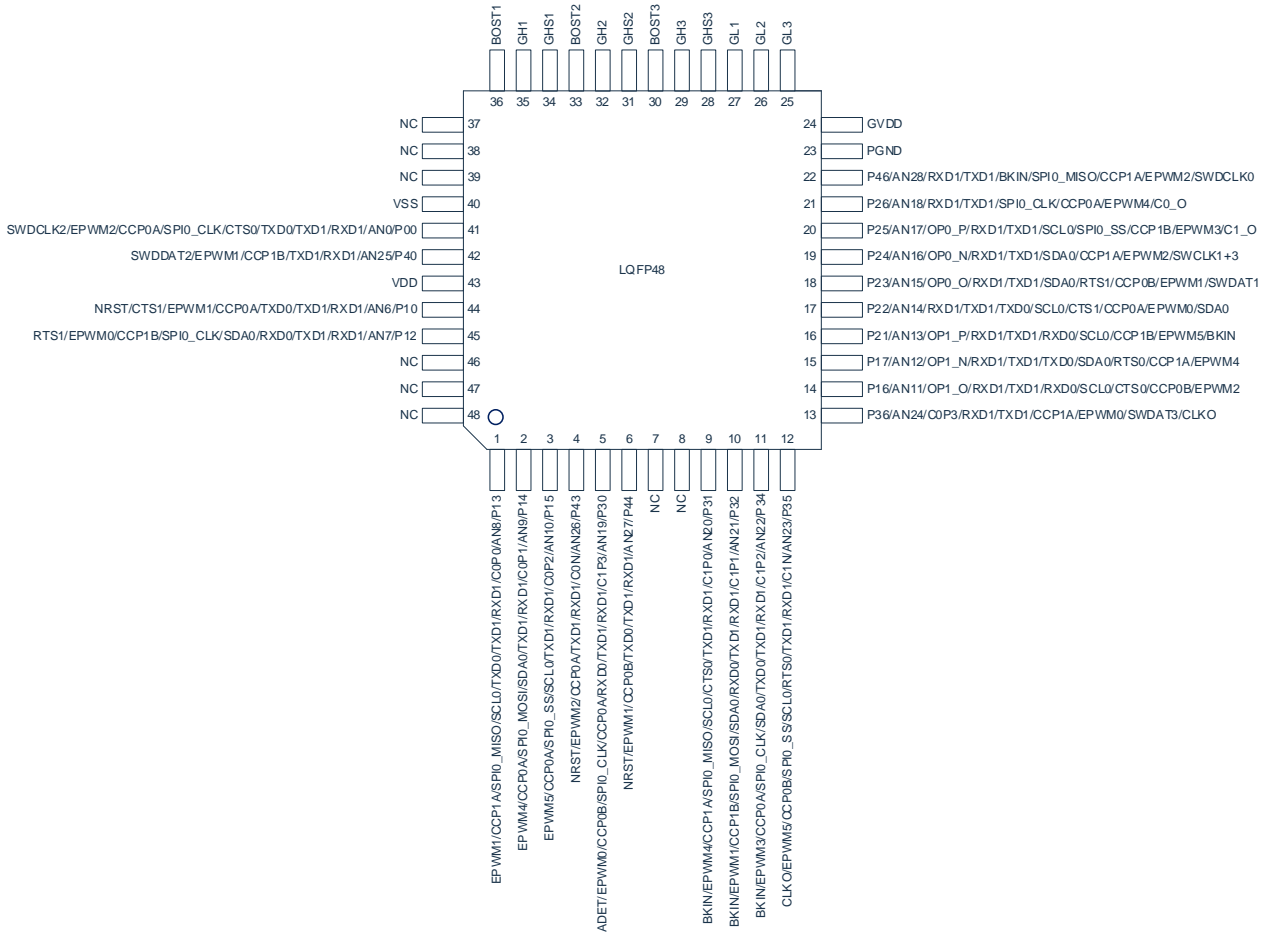 BOST1
GH1
GHS1
BOST2
GH2
GHS2
BOST3
GH3
GHS3
GL1
GL2
GL3
36
35
34
33
32
31
30
29
28
27
26
25
NC 37
NC 38
NC 39
VSS 40
SWDCLK2/EPWM2/CCP0A/SPI0_CLK/CTS0/TXD0/TXD1/RXD1/AN0/P00 41
SWDDAT2/EPWM1/CCP1B/TXD1/RXD1/AN25/P40 42
VDD 43
NRST/CTS1/EPWM1/CCP0A/TXD0/TXD1/RXD1/AN6/P10 44
RTS1/EPWM0/CCP1B/SPI0_CLK/SDA0/RXD0/TXD1/RXD1/AN7/P12 45
NC 46
NC 47
NC 48
LQFP48
24 GVDD
23 PGND
22 P46/AN28/RXD1/TXD1/BKIN/SPI0_MISO/CCP1A/EPWM2/SWDCLK0
21 P26/AN18/RXD1/TXD1/SPI0_CLK/CCP0A/EPWM4/C0_O
20 P25/AN17/OP0_P/RXD1/TXD1/SCL0/SPI0_SS/CCP1B/EPWM3/C1_O
19 P24/AN16/OP0_N/RXD1/TXD1/SDA0/CCP1A/EPWM2/SWCLK1+3
18 P23/AN15/OP0_O/RXD1/TXD1/SDA0/RTS1/CCP0B/EPWM1/SWDAT1
17 P22/AN14/RXD1/TXD1/TXD0/SCL0/CTS1/CCP0A/EPWM0/SDA0
16 P21/AN13/OP1_P/RXD1/TXD1/RXD0/SCL0/CCP1B/EPWM5/BKIN
15 P17/AN12/OP1_N/RXD1/TXD1/TXD0/SDA0/RTS0/CCP1A/EPWM4
14 P16/AN11/OP1_O/RXD1/TXD1/RXD0/SCL0/CTS0/CCP0B/EPWM2
13 P36/AN24/C0P3/RXD1/TXD1/CCP1A/EPWM0/SWDAT3/CLKO
1
2
3
4
5
6
7
8
9
10
11
12
EPWM1/CCP1A/SPI0_MISO/SCL0/TXD0/TXD1/RXD1/C0P0/AN8/P13
EPWM4/CCP0A/SPI0_MOSI/SDA0/TXD1/RXD1/C0P1/AN9/P14
EPWM5/CCP0A/SPI0_SS/SCL0/TXD1/RXD1/C0P2/AN10/P15
NRST/EPWM2/CCP0A/TXD1/RXD1/C0N/AN26/P43
ADET/EPWM0/CCP0B/SPI0_CLK/CCP0A/RXD0/TXD1/RXD1/C1P3/AN19/P30
NRST/EPWM1/CCP0B/TXD0/TXD1/RXD1/AN27/P44
NC
NC
BKIN/EPWM4/CCP1A/SPI0_MISO/SCL0/CTS0/TXD1/RXD1/C1P0/AN20/P31
BKIN/EPWM1/CCP1B/SPI0_MOSI/SDA0/RXD0/TXD1/RXD1/C1P1/AN21/P32
BKIN/EPWM3/CCP0A/SPI0_CLK/SDA0/TXD0/TXD1/RXD1/C1P2/AN22/P34
CLKO/EPWM5/CCP0B/SPI0_SS/SCL0/RTS0/TXD1/RXD1/C1N/AN23/P35